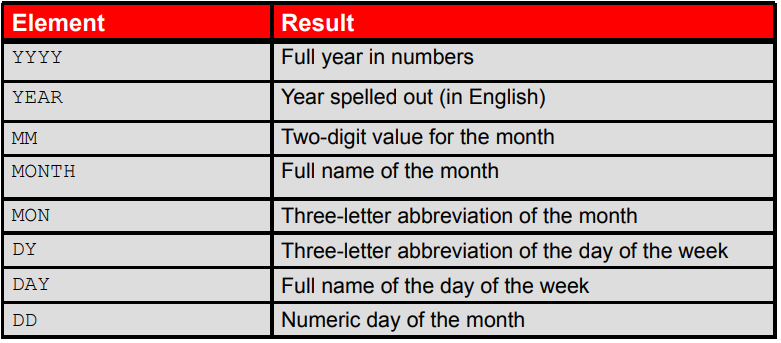 Element Result
YYYY Full year in numbers
YEAR Year spelled out (in English)
MM Two-digit value for the month
MONTH Full name of the month
MON Three-letter abbreviation of the month
DY Three-letter abbreviation of the day of the week
DAY Full name of the day of the week
DD Numeric day of the month